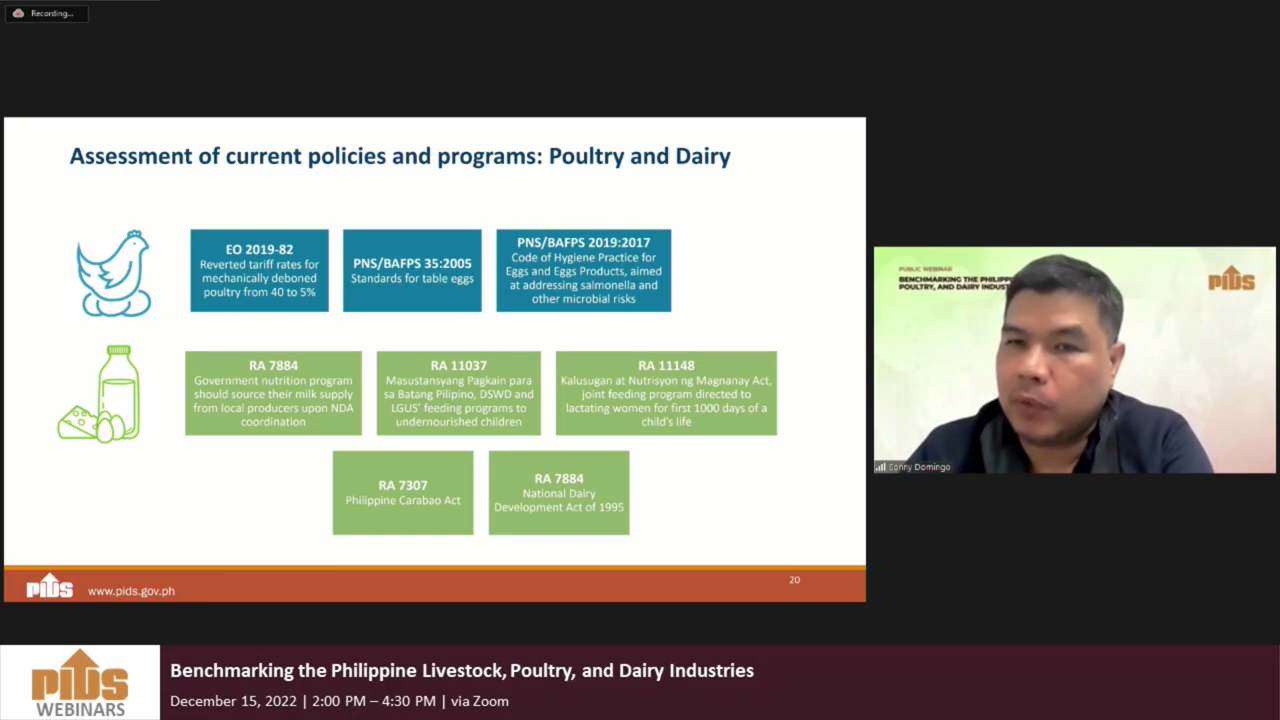 Recording...
Assessment of current policies and programs: Poultry and Dairy
EO 2019-82
Reverted tariff rates for
mechanically deboned
poultry from 40 to 5%
PNS/BAFPS 35:2005
Standards for table eggs
PNS/BAFPS 2019:2017
Code of Hygiene Practice for
Eggs and Eggs Products, aimed
at addressing salmonella and
other microbial risks
RA 7884
Government nutrition program
should source their milk supply
from local producers upon NDA
coordination
RA 11037
Masustansyang Pagkain para
sa Batang Pilipino, DSWD and
LGUS' feeding programs to
undernourished children
RA 11148
Kalusugan at Nutrisyon ng Magnanay Act,
joint feeding program directed to
lactating women for first 1000 days of a
child's life
RA 7307
Philippine Carabao Act
RA 7884
National Dairy
Development Act of 1995
PIDS
www.pids.gov.ph
20
PUBLIC WEBINAR
BENCHMARKING THE PHILIPP
POULTRY, AND DAIRY INDUST
PIDS
Sonny Domingo
PIDS
WEBINARS
Benchmarking the Philippine Livestock, Poultry, and Dairy Industries
December 15, 2022 | 2:00 PM – 4:30 PM | via Zoom